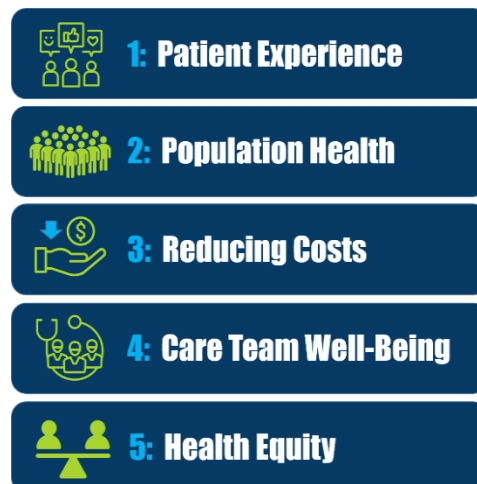 1: Patient Experience
2: Population Health
3: Reducing Costs
4: Care Team Well-Being
5: Health Equity